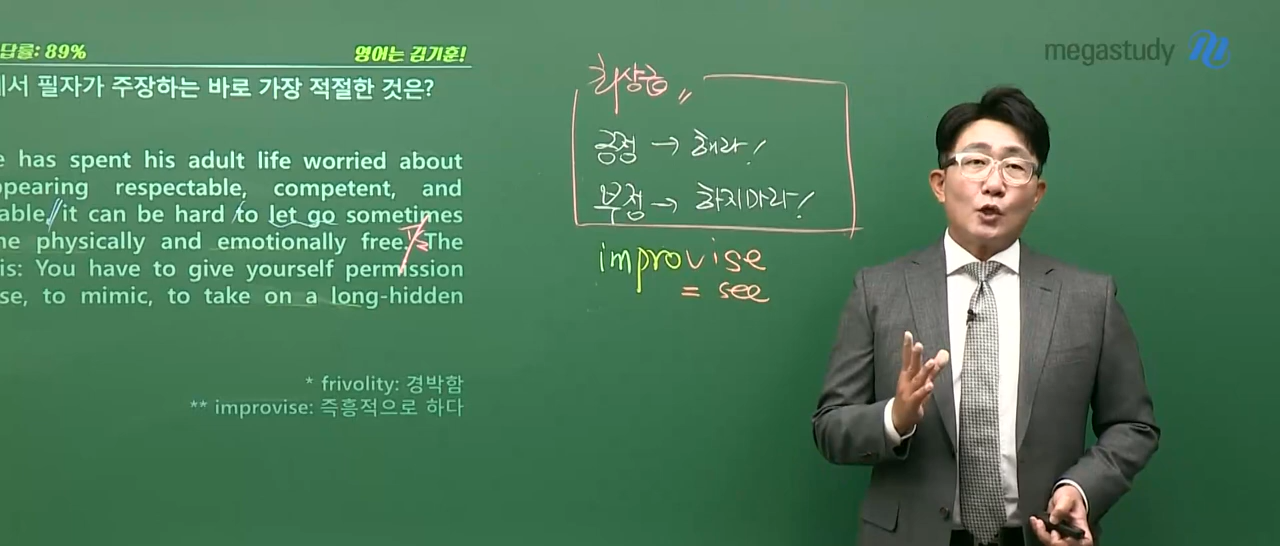 답률: 89%
영어는 김기훈!
에서 필자가 주장하는 바로 가장 적절한 것은?
e has spent his adult life worried about
ppearing respectable, competent, and
able, it can be hard to let go sometimes
me physically and emotionally free. The
is: You have to give yourself permission
se, to mimic, to take on a long-hidden
* frivolity: 경박함
** improvise: 즉흥적으로 하다
최상급
긍정 → 해라!
부정 → 하지마라!
improvise
= see
megastudy